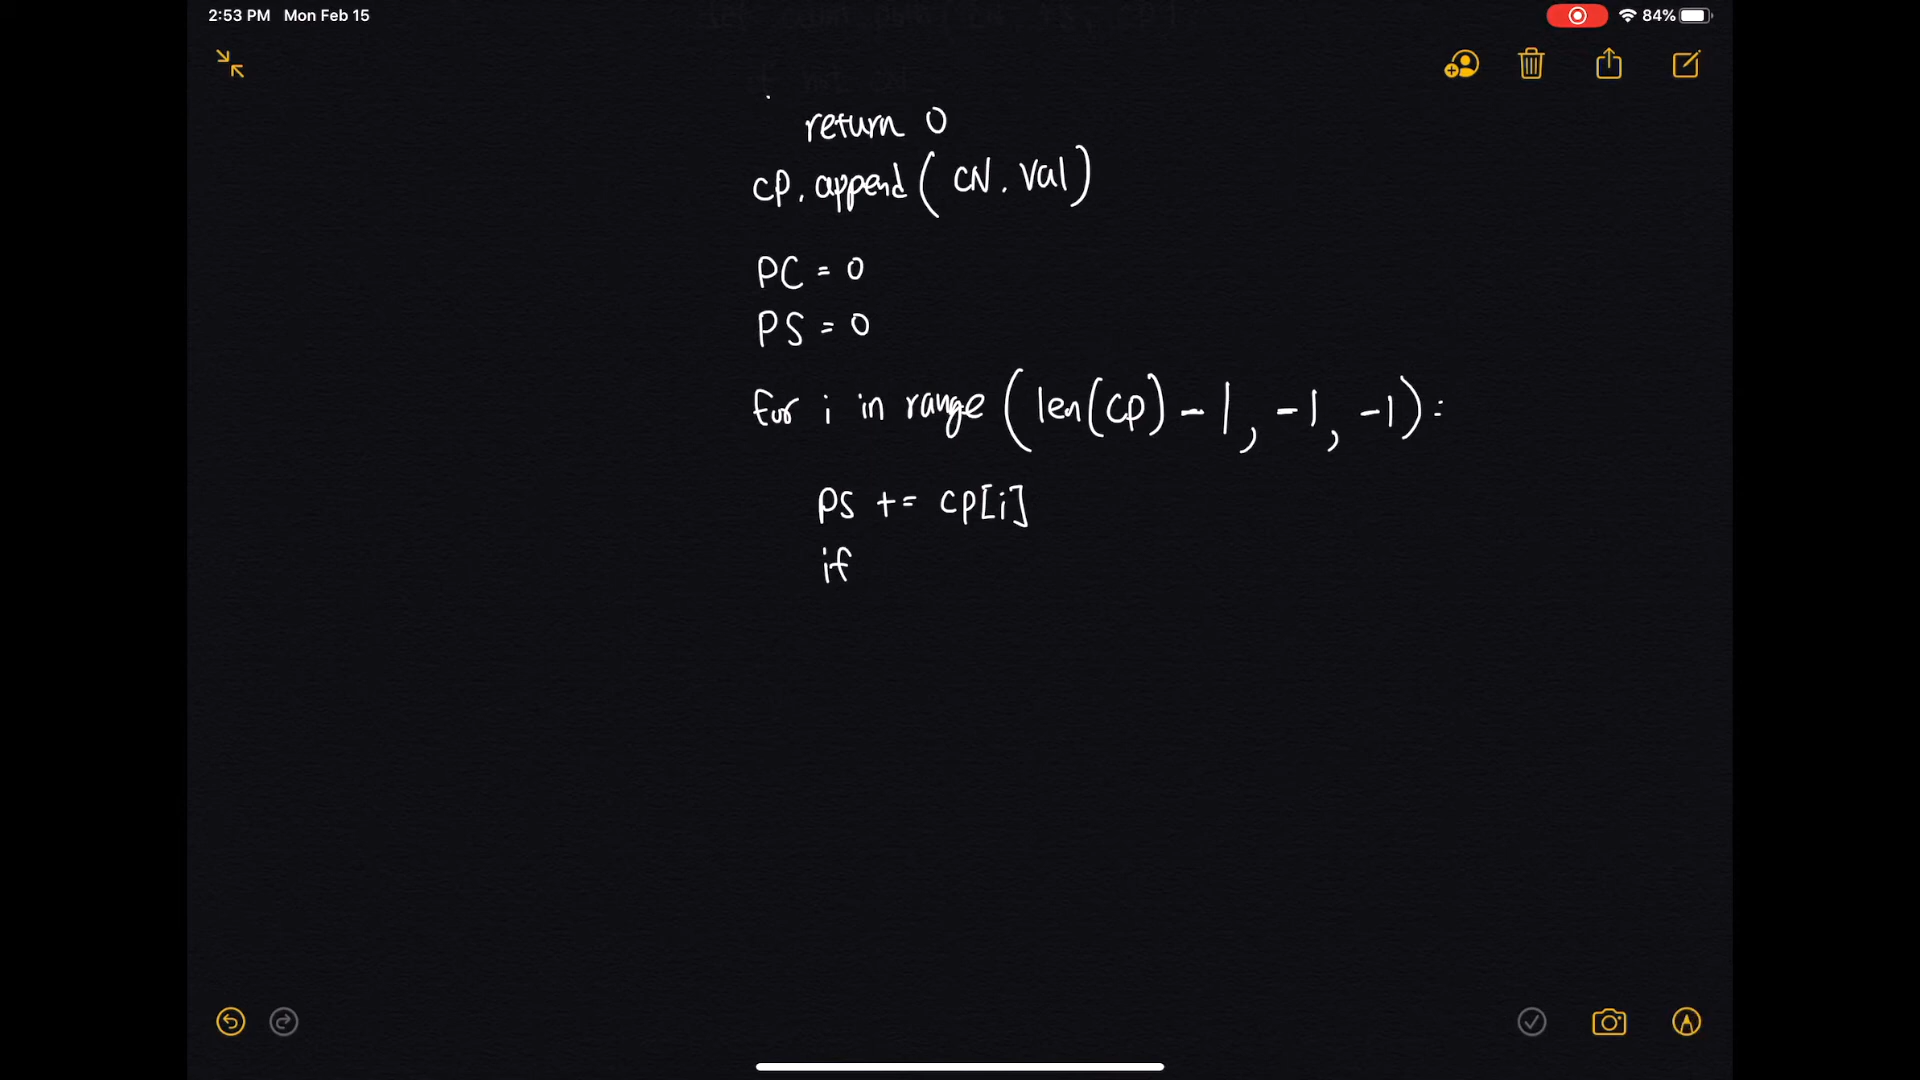 2:53 PM Mon Feb 15
84%
return 0
cp.append(CN.val)
PC = 0
PS = 0
for i in range(len(cp)-1, -1, -1):
PS += cp[i]
if